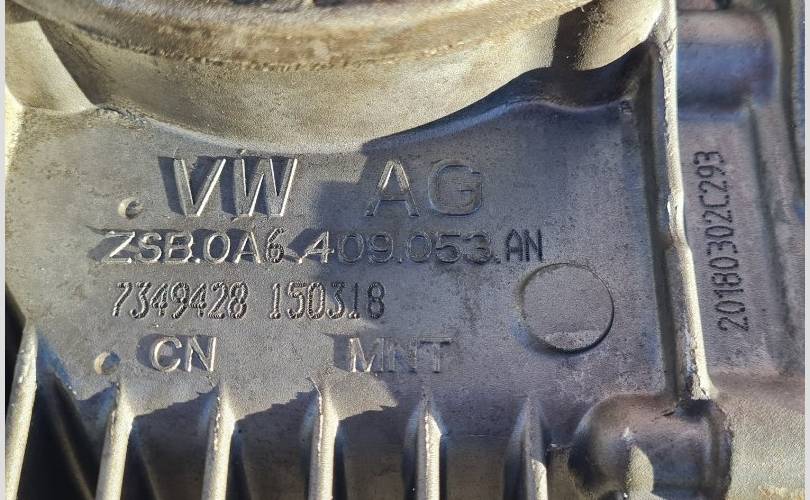 VW AG
ZSB.0A6.409.053.AN
7349428 150318
CN MNT
20180302C293